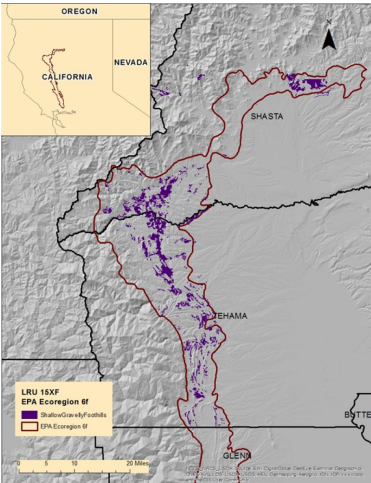 OREGON
NEVADA
CALIFORNIA
N
SHASTA
TEHAMA
LRU 15XF
EPA Ecoregion 6f
ShallowGravellyFoothills
EPA Ecoregion 6f
BUTTE
GLENN
0 5 10 20 Miles